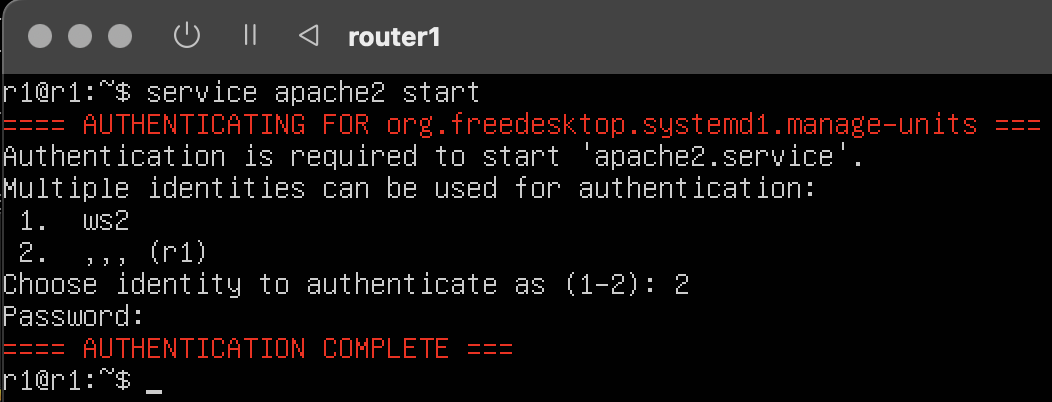 router1
r1@r1:~$ service apache2 start
==== AUTHENTICATING FOR org.freedesktop.systemd1.manage-units ===
Authentication is required to start 'apache2.service'.
Multiple identities can be used for authentication:
 1.  ws2
 2.  ,,, (r1)
Choose identity to authenticate as (1-2): 2
Password:
==== AUTHENTICATION COMPLETE ===
r1@r1:~$ _